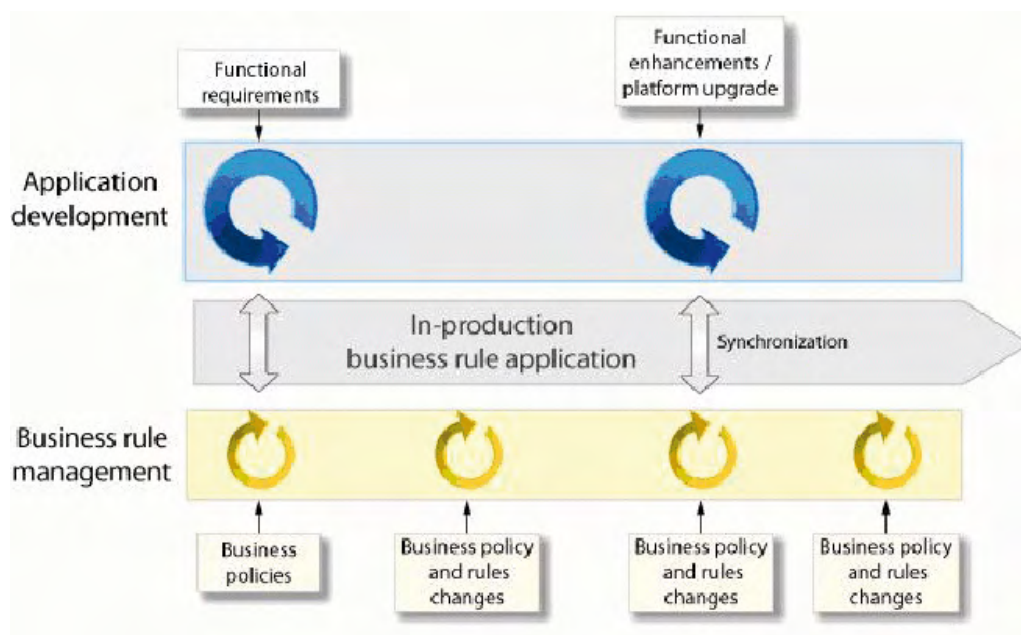 Functional
requirements
Functional
enhancements /
platform upgrade
Application
development
In-production
business rule application
Synchronization
Business rule
management
Business
policies
Business policy
and rules
changes
Business policy
and rules
changes
Business policy
and rules
changes